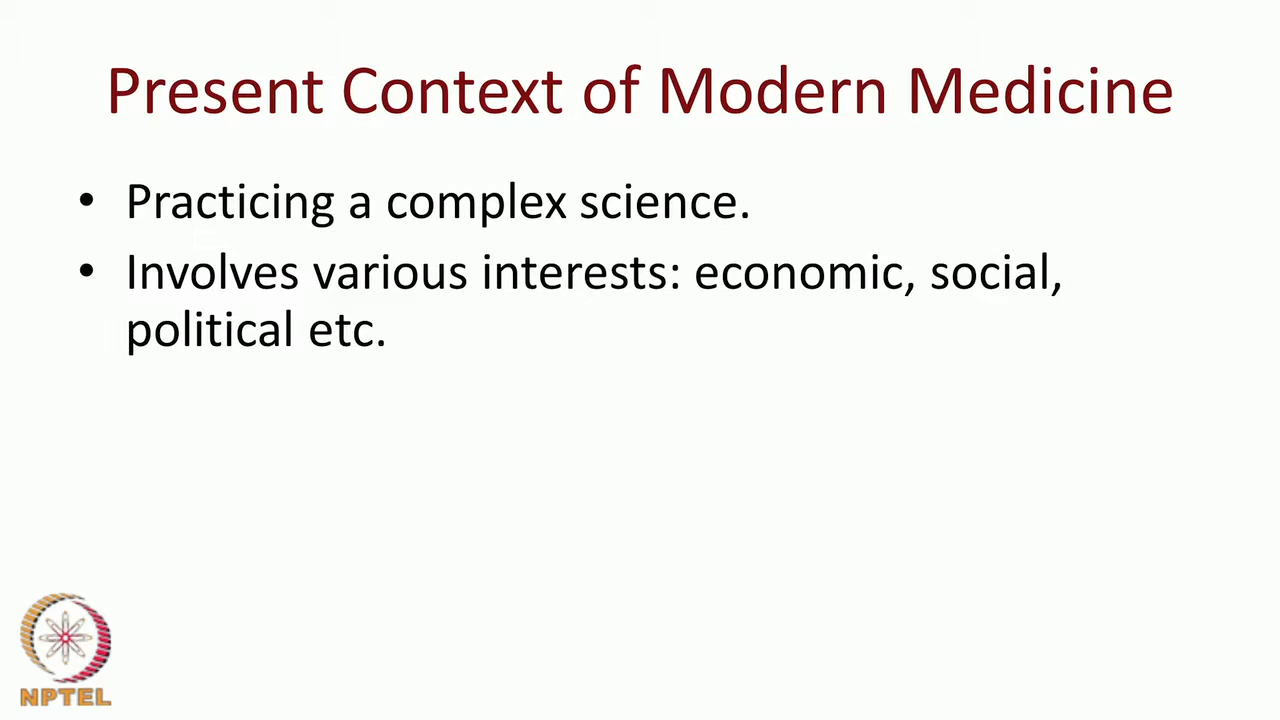 Present Context of Modern Medicine
• Practicing a complex science.
• Involves various interests: economic, social,
political etc.
NPTEL